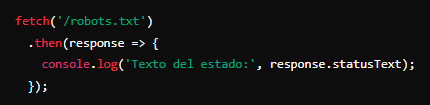 fetch('/robots.txt')
  .then(response => {
    console.log('Texto del estado:', response.statusText);
  });